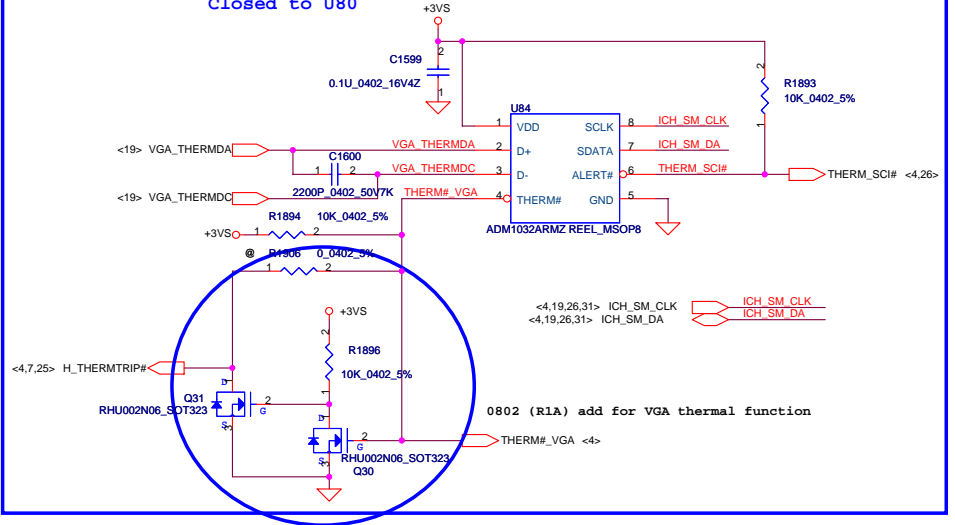 Closed to U80
+3VS
2
C1599
0.1U_0402_16V4Z
1
2
R1893
10K_0402_5%
1
U84
1 VDD SCLK 8 ICH_SM_CLK
<19> VGA_THERMDA VGA_THERMDA 2 D+ SDATA 7 ICH_SM_DA
C1600
1 2
VGA_THERMDC 3 D- ALERT# 6 THERM_SCI# THERM_SCI# <4,26>
2200P_0402_50V7K
<19> VGA_THERMDC THERM#_VGA 4 THERM# GND 5
ADM1032ARMZ REEL_MSOP8
R1894 10K_0402_5%
+3VS 1 2
@ R1906 0_0402_5%
1 2
<4,19,26,31> ICH_SM_CLK ICH_SM_CLK
<4,19,26,31> ICH_SM_DA ICH_SM_DA
+3VS
2
R1896
10K_0402_5%
1
<4,7,25> H_THERMTRIP#
D 1
Q31
RHU002N06_SOT323
2 G
S 3
0802 (R1A) add for VGA thermal function
D 1
2 G
S 3
THERM#_VGA <4>
RHU002N06_SOT323
Q30